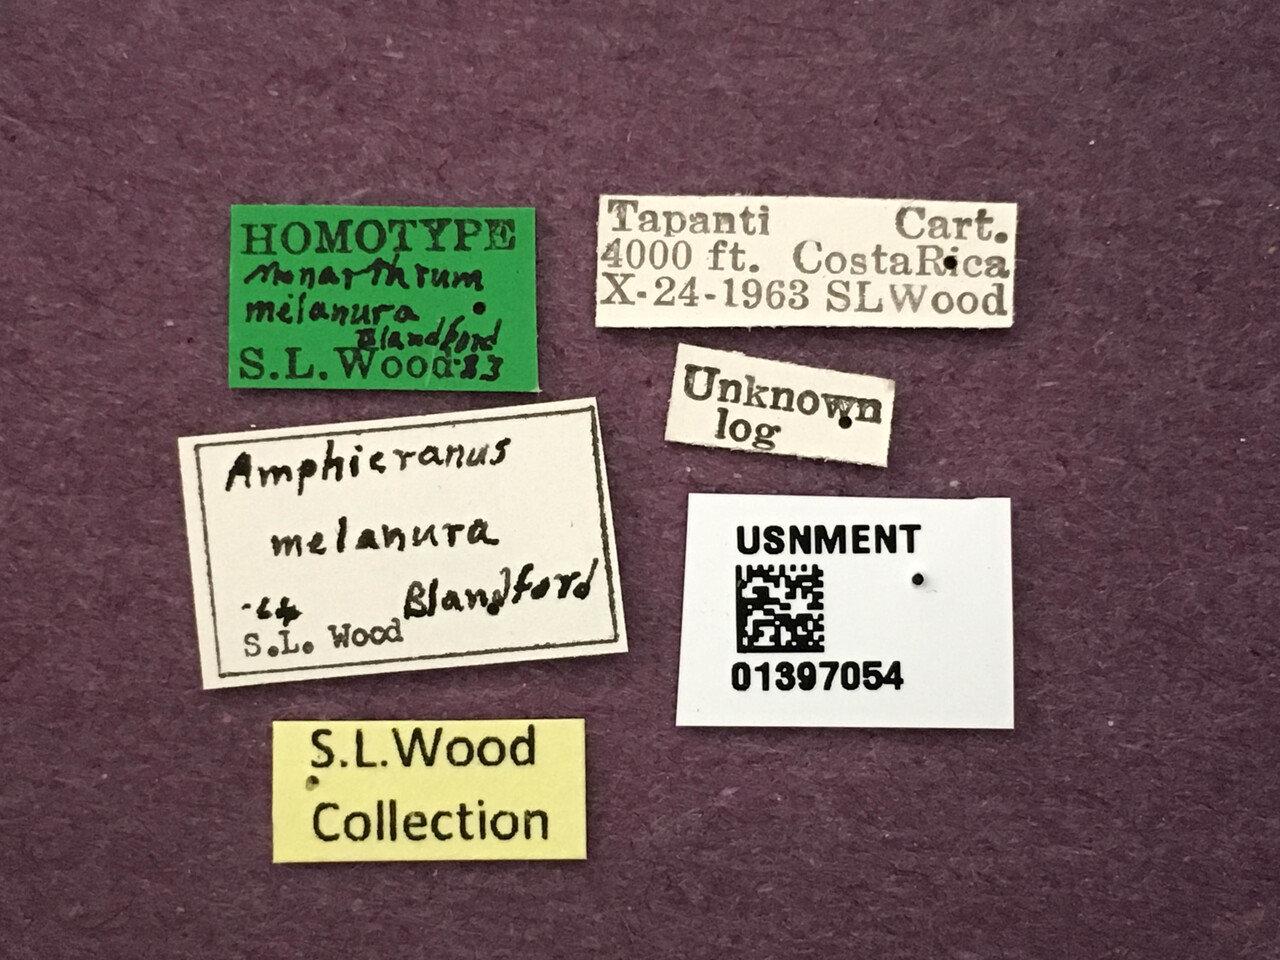 HOMOTYPE
Monarthrum
melanura
Blandford
S.L.Wood-83
Tapanti Cart.
4000 ft. CostaRica
X-24-1963 SLWood
Unknown
log
Amphicranus
melanura
Blandford
-64
S.L. Wood
USNMENT
01397054
S.L.Wood
Collection